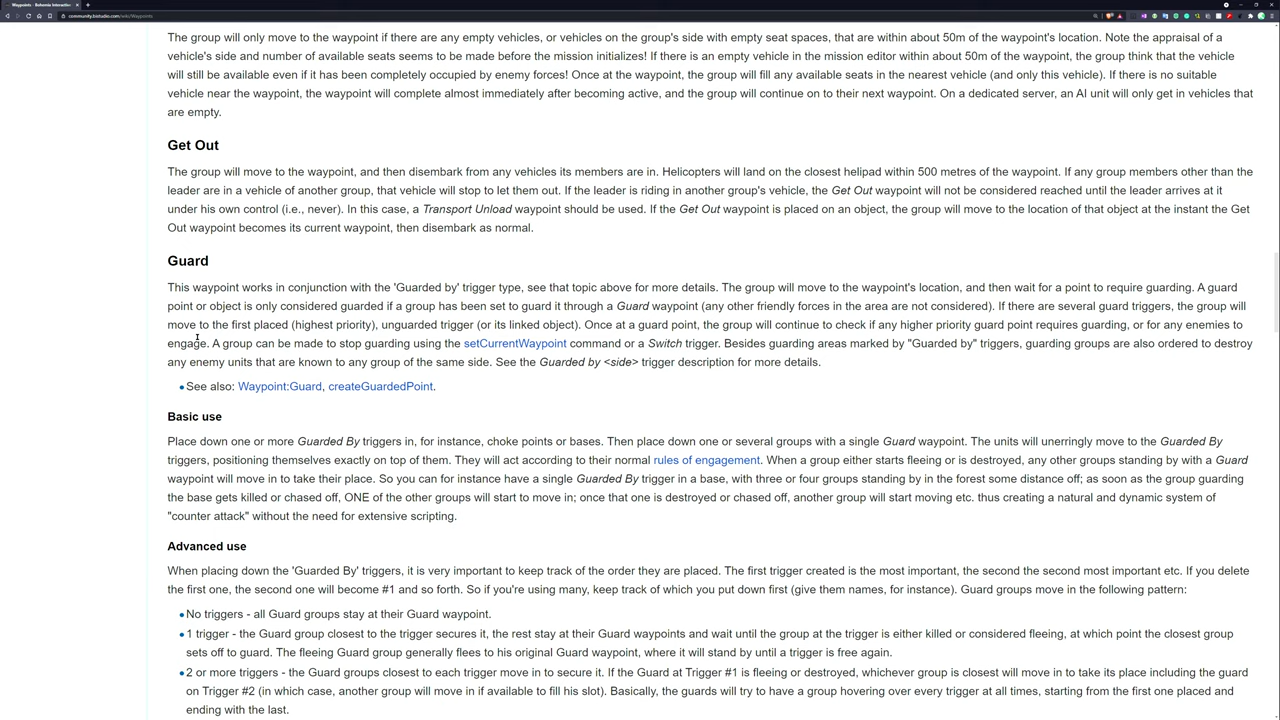 Waypoints - Bohemia Interactive
community.bistudio.com/wiki/Waypoints
The group will only move to the waypoint if there are any empty vehicles, or vehicles on the group's side with empty seat spaces, that are within about 50m of the waypoint's location. Note the appraisal of a
vehicle's side and number of available seats seems to be made before the mission initializes! If there is an empty vehicle in the mission editor within about 50m of the waypoint, the group think that the vehicle
will still be available even if it has been completely occupied by enemy forces! Once at the waypoint, the group will fill any available seats in the nearest vehicle (and only this vehicle). If there is no suitable
vehicle near the waypoint, the waypoint will complete almost immediately after becoming active, and the group will continue on to their next waypoint. On a dedicated server, an AI unit will only get in vehicles that
are empty.
Get Out
The group will move to the waypoint, and then disembark from any vehicles its members are in. Helicopters will land on the closest helipad within 500 metres of the waypoint. If any group members other than the
leader are in a vehicle of another group, that vehicle will stop to let them out. If the leader is riding in another group's vehicle, the Get Out waypoint will not be considered reached until the leader arrives at it
under his own control (i.e., never). In this case, a Transport Unload waypoint should be used. If the Get Out waypoint is placed on an object, the group will move to the location of that object at the instant the Get
Out waypoint becomes its current waypoint, then disembark as normal.
Guard
This waypoint works in conjunction with the 'Guarded by' trigger type, see that topic above for more details. The group will move to the waypoint's location, and then wait for a point to require guarding. A guard
point or object is only considered guarded if a group has been set to guard it through a Guard waypoint (any other friendly forces in the area are not considered). If there are several guard triggers, the group will
move to the first placed (highest priority), unguarded trigger (or its linked object). Once at a guard point, the group will continue to check if any higher priority guard point requires guarding, or for any enemies to
engage. A group can be made to stop guarding using the setCurrentWaypoint command or a Switch trigger. Besides guarding areas marked by "Guarded by" triggers, guarding groups are also ordered to destroy
any enemy units that are known to any group of the same side. See the Guarded by <side> trigger description for more details.
• See also: Waypoint:Guard, createGuardedPoint.
Basic use
Place down one or more Guarded By triggers in, for instance, choke points or bases. Then place down one or several groups with a single Guard waypoint. The units will unerringly move to the Guarded By
triggers, positioning themselves exactly on top of them. They will act according to their normal rules of engagement. When a group either starts fleeing or is destroyed, any other groups standing by with a Guard
waypoint will move in to take their place. So you can for instance have a single Guarded By trigger in a base, with three or four groups standing by in the forest some distance off; as soon as the group guarding
the base gets killed or chased off, ONE of the other groups will start to move in; once that one is destroyed or chased off, another group will start moving etc. thus creating a natural and dynamic system of
"counter attack" without the need for extensive scripting.
Advanced use
When placing down the 'Guarded By' triggers, it is very important to keep track of the order they are placed. The first trigger created is the most important, the second the second most important etc. If you delete
the first one, the second one will become #1 and so forth. So if you're using many, keep track of which you put down first (give them names, for instance). Guard groups move in the following pattern:
• No triggers - all Guard groups stay at their Guard waypoint.
• 1 trigger - the Guard group closest to the trigger secures it, the rest stay at their Guard waypoints and wait until the group at the trigger is either killed or considered fleeing, at which point the closest group
sets off to guard. The fleeing Guard group generally flees to his original Guard waypoint, where it will stand by until a trigger is free again.
• 2 or more triggers - the Guard groups closest to each trigger move in to secure it. If the Guard at Trigger #1 is fleeing or destroyed, whichever group is closest will move in to take its place including the guard
on Trigger #2 (in which case, another group will move in if available to fill his slot). Basically, the guards will try to have a group hovering over every trigger at all times, starting from the first one placed and
ending with the last.